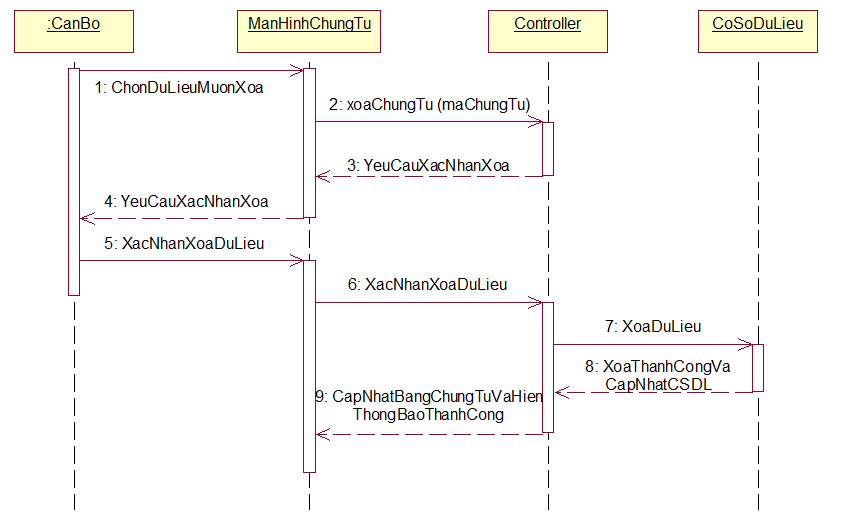 :CanBo
ManHinhChungTu
Controller
CoSoDuLieu
1: ChonDuLieuMuonXoa
2: xoaChungTu (maChungTu)
3: YeuCauXacNhanXoa
4: YeuCauXacNhanXoa
5: XacNhanXoaDuLieu
6: XacNhanXoaDuLieu
7: XoaDuLieu
8: XoaThanhCongVa
CapNhatCSDL
9: CapNhatBangChungTuVaHien
ThongBaoThanhCong